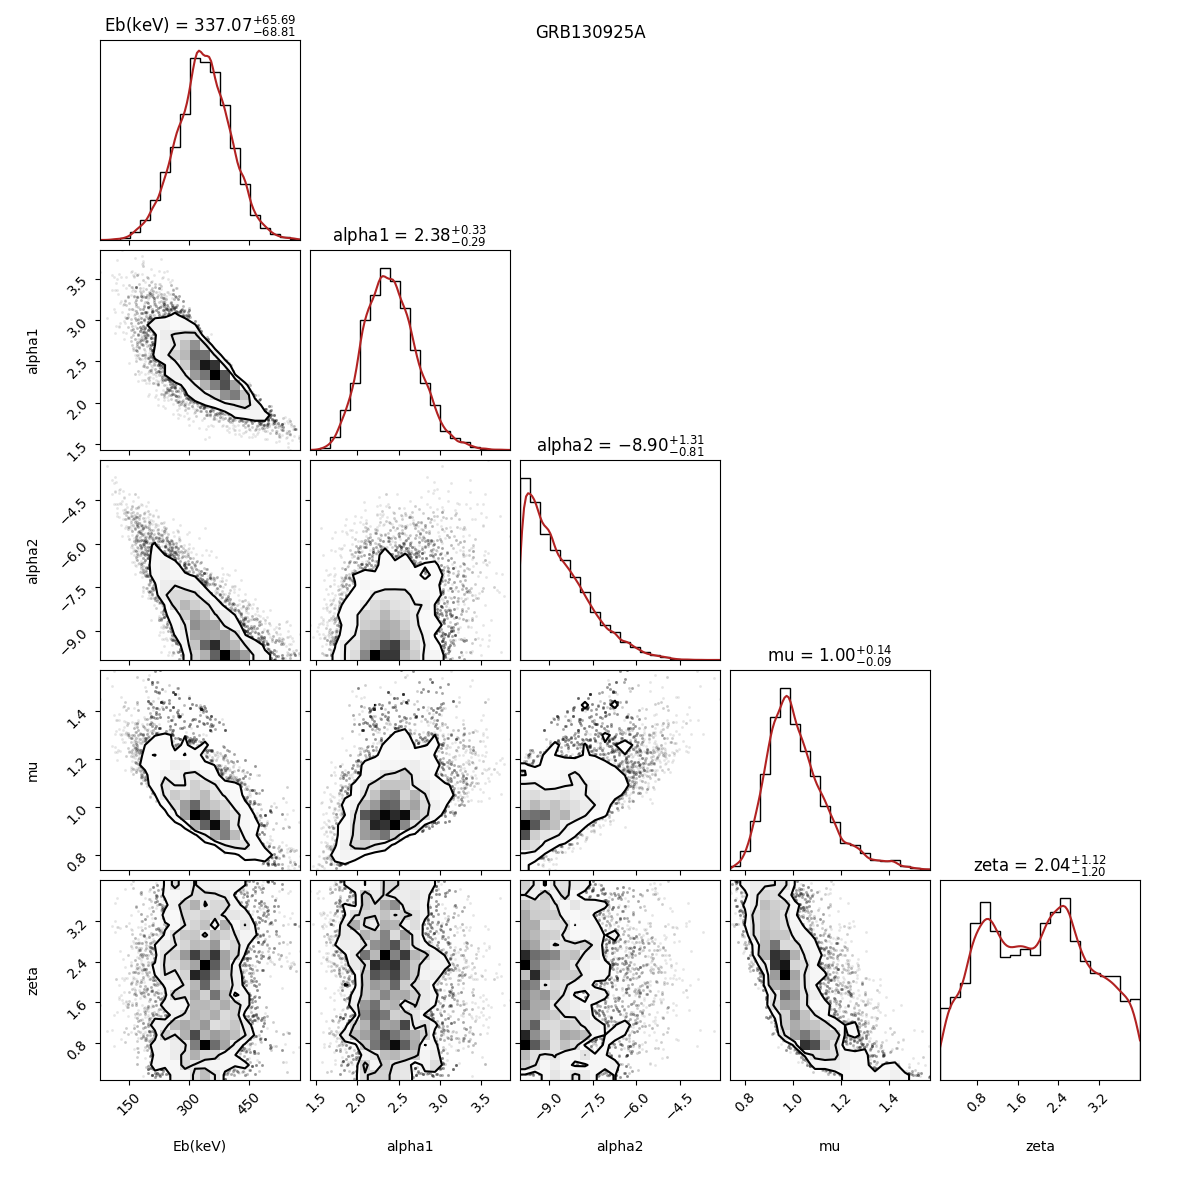 GRB130925A
Eb(keV) = 337.07+65.69−68.81
alpha1 = 2.38+0.33−0.29
alpha1
3.5
3.0
2.5
2.0
1.5
alpha2 = −8.90+1.31−0.81
alpha2
−4.5
−6.0
−7.5
−9.0
mu = 1.00+0.14−0.09
mu
1.4
1.2
1.0
0.8
zeta = 2.04+1.12−1.20
zeta
3.2
2.4
1.6
0.8
150 300 450
1.5 2.0 2.5 3.0 3.5
−9.0 −7.5 −6.0 −4.5
0.8 1.0 1.2 1.4
0.8 1.6 2.4 3.2
Eb(keV) alpha1 alpha2 mu zeta